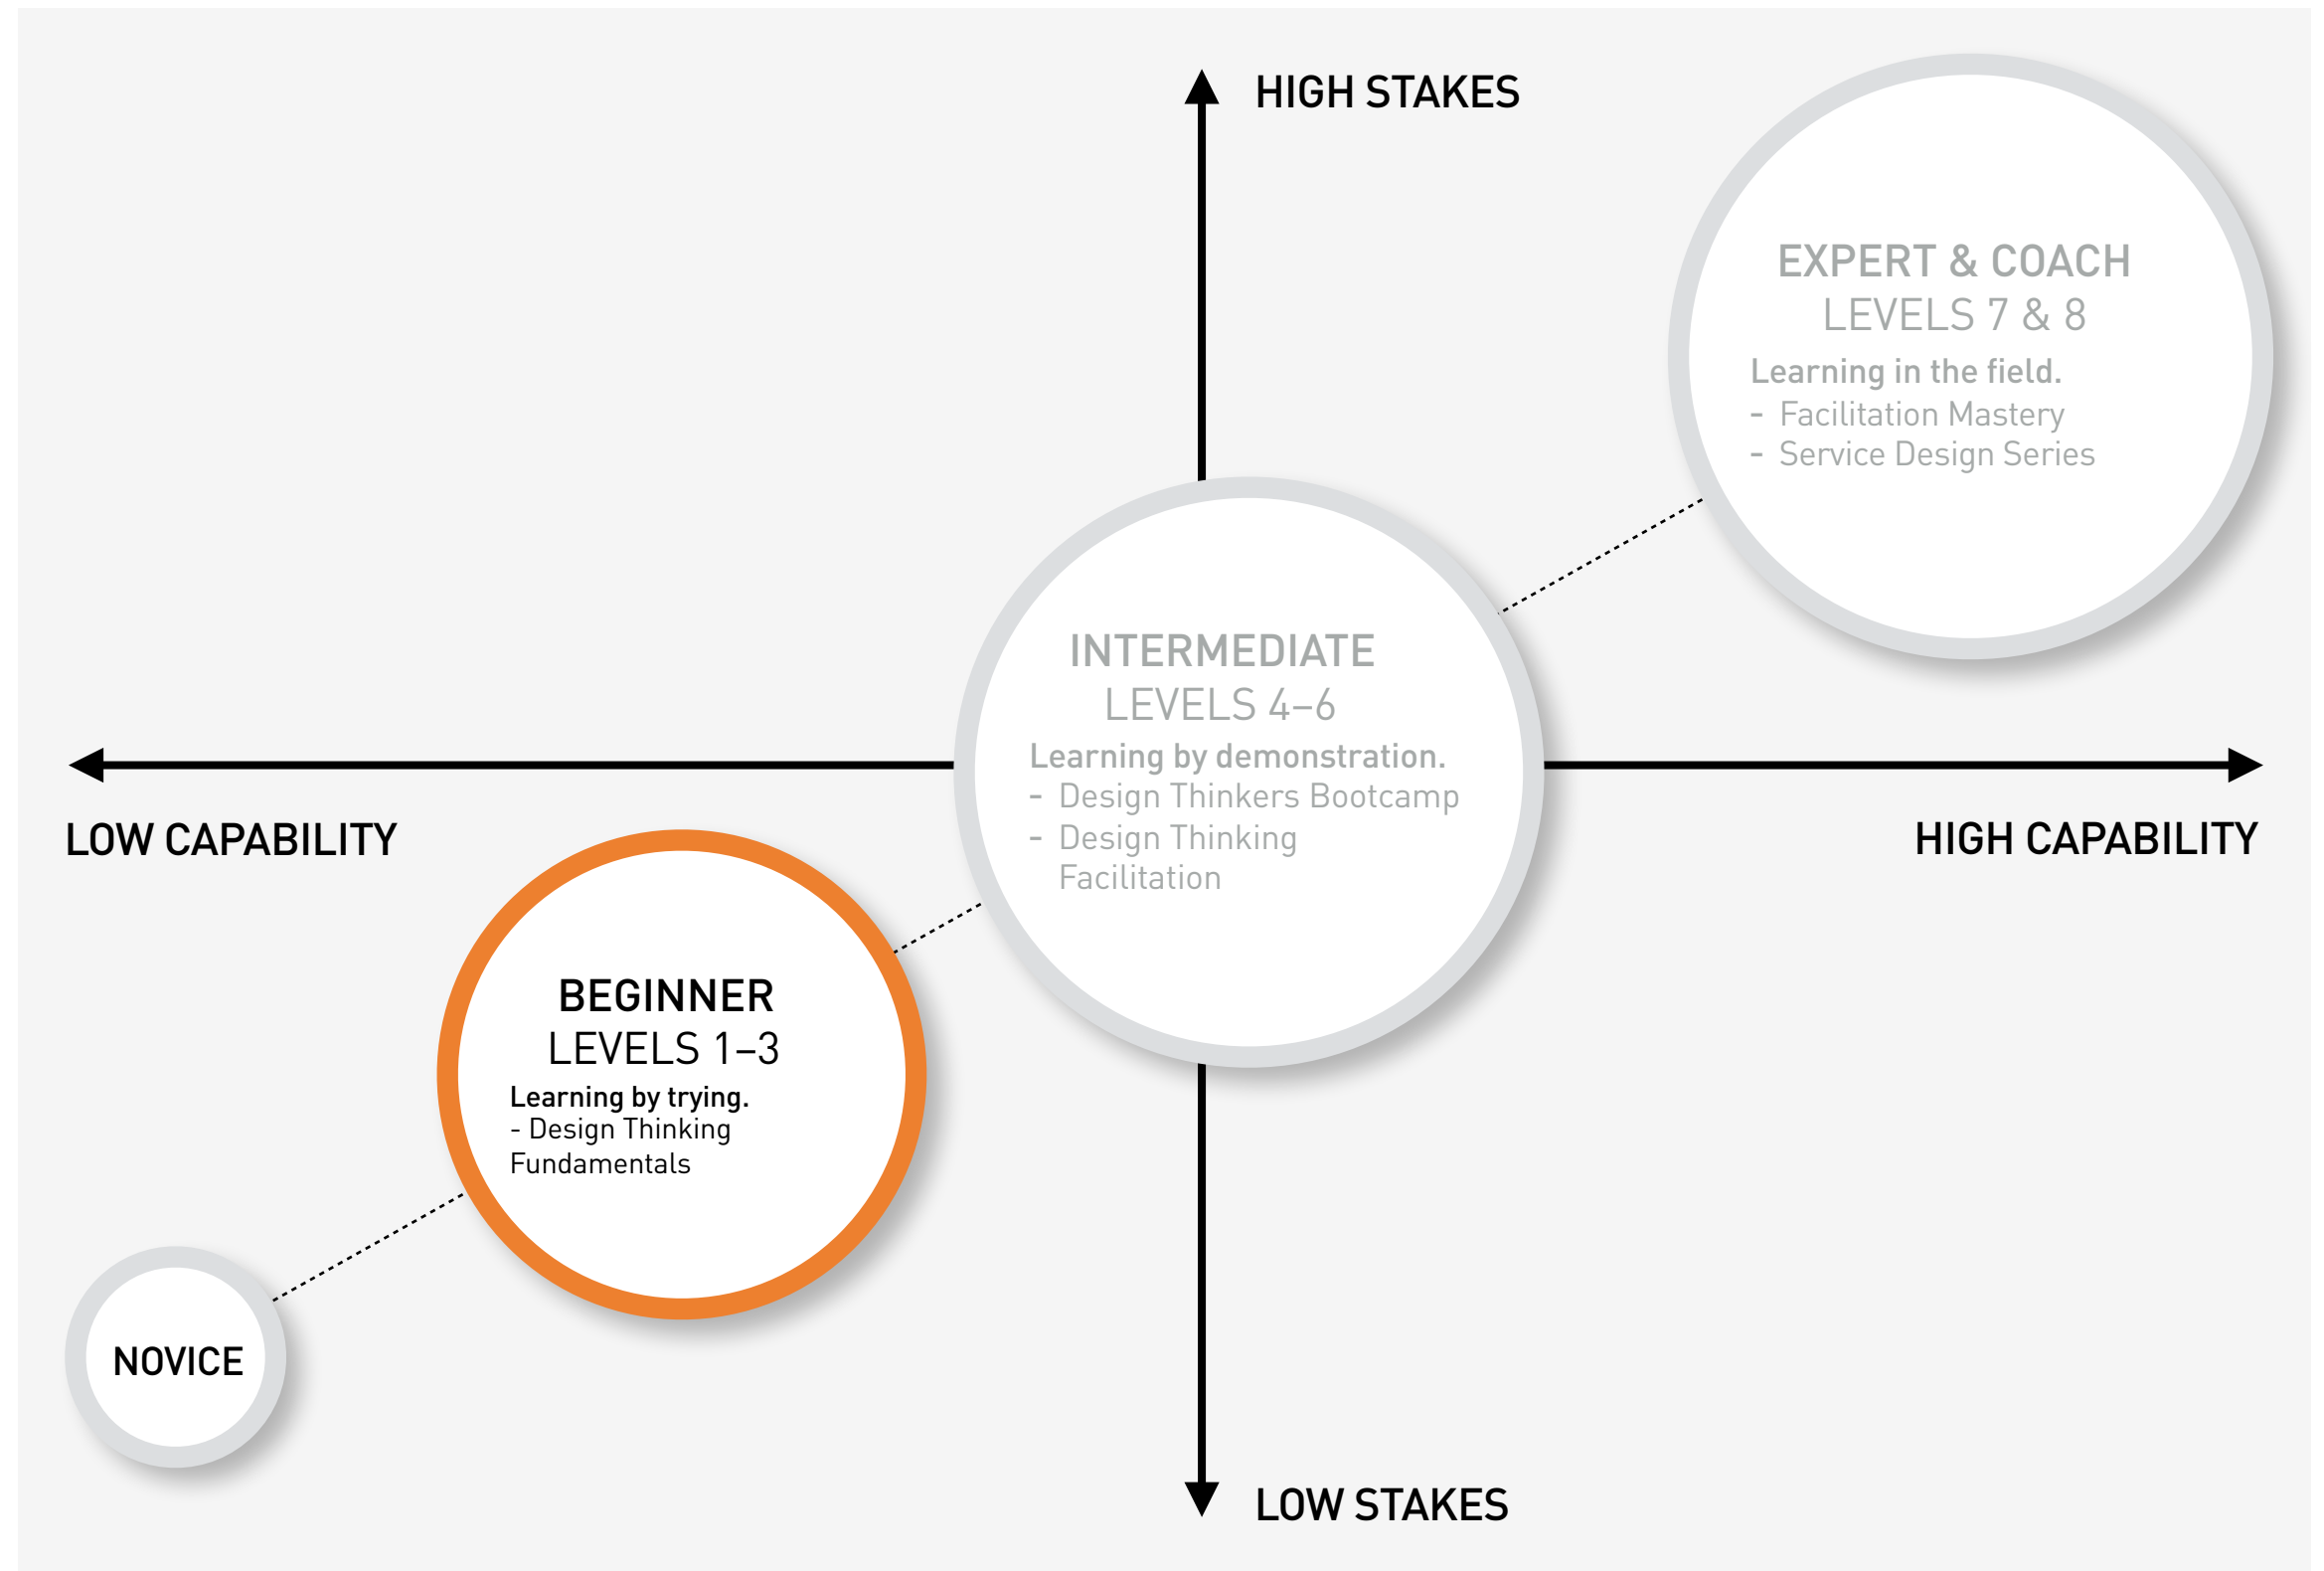 HIGH STAKES
EXPERT & COACH
LEVELS 7 & 8
Learning in the field.
- Facilitation Mastery
- Service Design Series
INTERMEDIATE
LEVELS 4–6
Learning by demonstration.
- Design Thinkers Bootcamp
- Design Thinking
Facilitation
LOW CAPABILITY
HIGH CAPABILITY
BEGINNER
LEVELS 1–3
Learning by trying.
- Design Thinking
Fundamentals
NOVICE
LOW STAKES